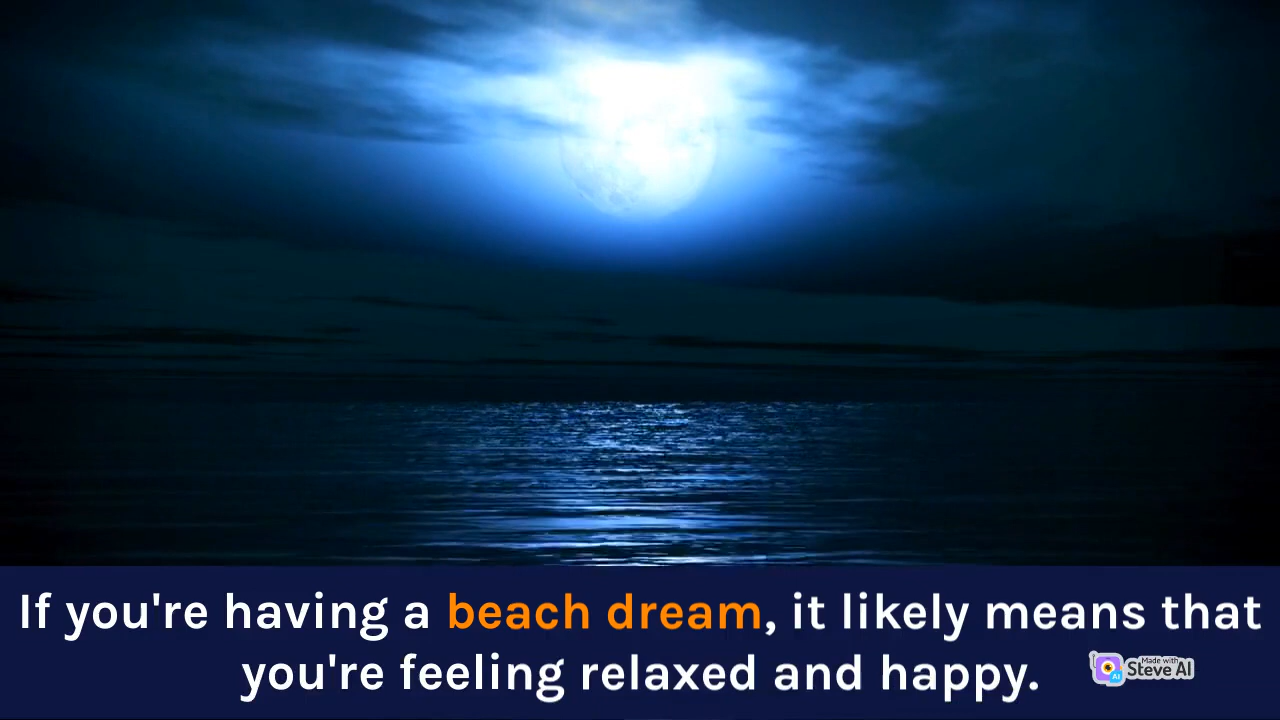 If you're having a beach dream, it likely means that
you're feeling relaxed and happy.
Made with
Steve AI
AI